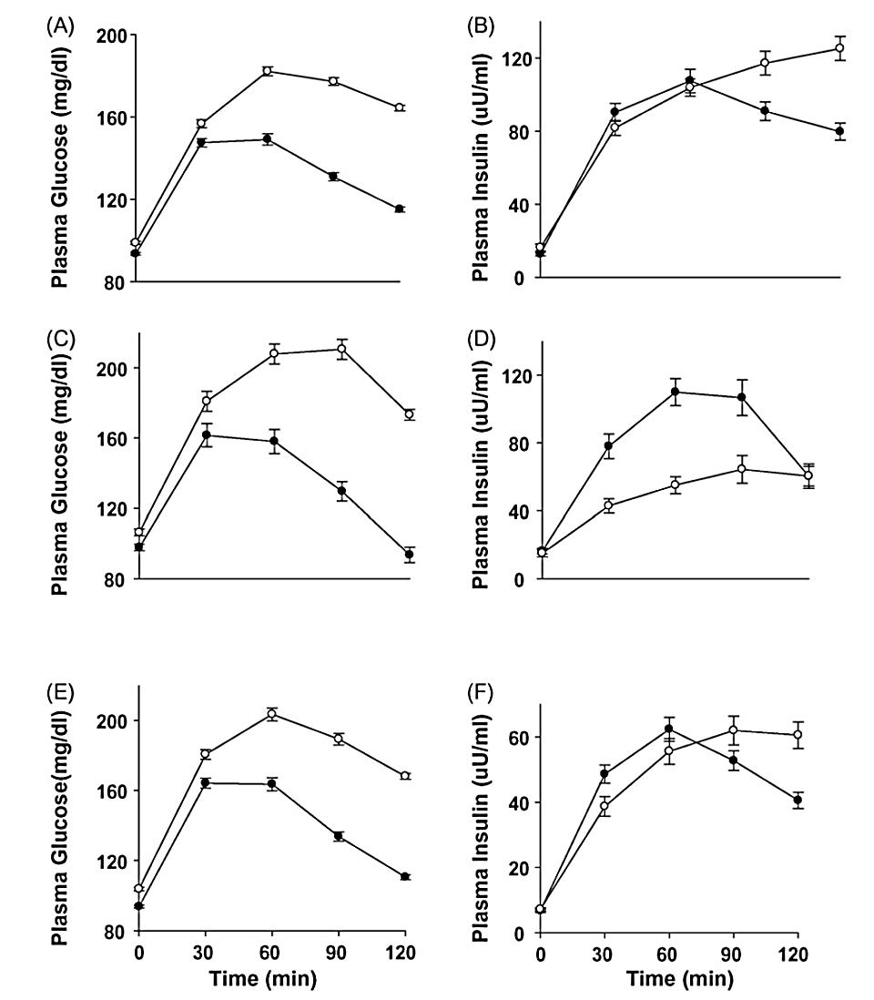 (A)
Plasma Glucose (mg/dl)
200
160
120
80
(B)
Plasma Insulin (uU/ml)
120
80
40
0
(C)
Plasma Glucose (mg/dl)
200
160
120
80
(D)
Plasma Insulin (uU/ml)
120
80
40
0
(E)
Plasma Glucose(mg/dl)
200
160
120
80
0 30 60 90 120
Time (min)
(F)
Plasma Insulin (uU/ml)
60
40
20
0
0 30 60 90 120
Time (min)